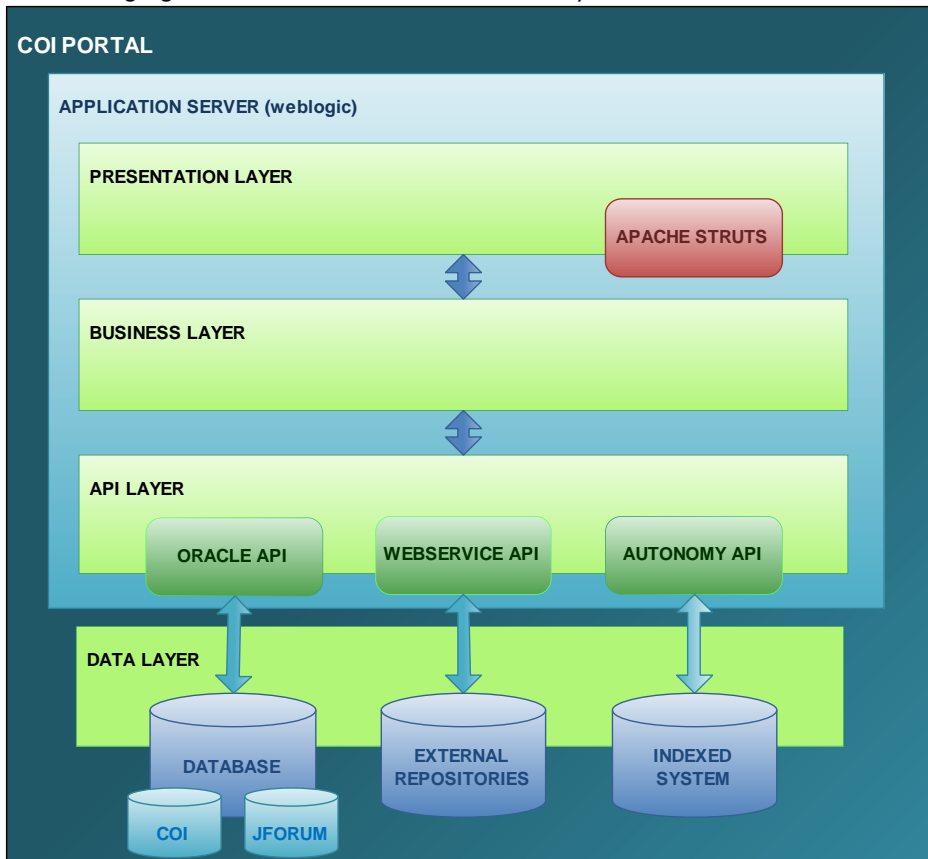 COI PORTAL
APPLICATION SERVER (weblogic)
PRESENTATION LAYER
APACHE STRUTS
BUSINESS LAYER
API LAYER
ORACLE API
WEBSERVICE API
AUTONOMY API
DATA LAYER
DATABASE
EXTERNAL
REPOSITORIES
INDEXED
SYSTEM
COI
JFORUM